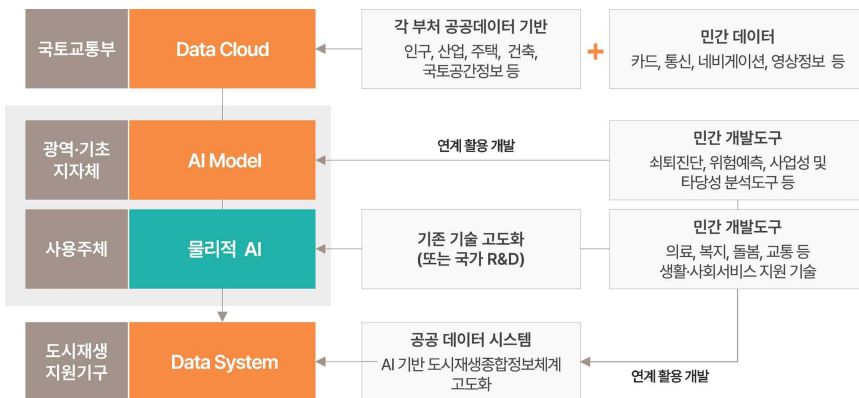 국토교통부
Data Cloud
각 부처 공공데이터 기반
인구, 산업, 주택, 건축,
국토공간정보 등
+
민간 데이터
카드, 통신, 네비게이션, 영상정보 등
광역·기초
지자체
AI Model
연계 활용 개발
민간 개발도구
쇠퇴진단, 위험예측, 사업성 및
타당성 분석도구 등
사용주체
물리적 AI
기존 기술 고도화
(또는 국가 R&D)
민간 개발도구
의료, 복지, 돌봄, 교통 등
생활·사회서비스 지원 기술
도시재생
지원기구
Data System
공공 데이터 시스템
AI 기반 도시재생종합정보체계
고도화
연계 활용 개발